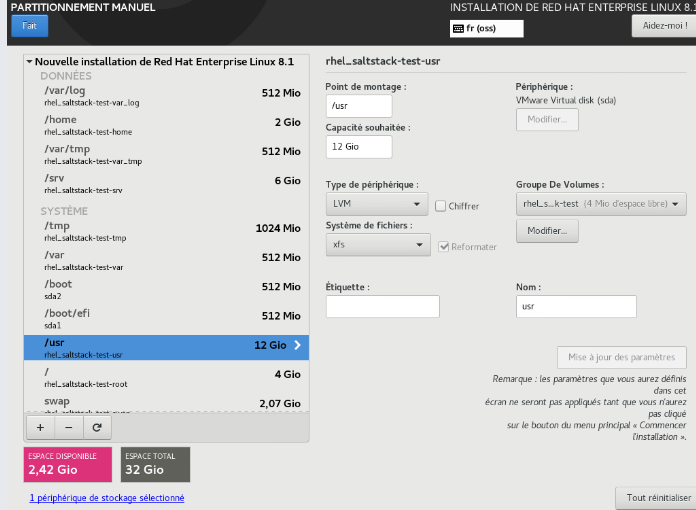 PARTITIONNEMENT MANUEL
INSTALLATION DE RED HAT ENTERPRISE LINUX 8.1
Fait
fr (oss)
Aidez-moi !
Nouvelle installation de Red Hat Enterprise Linux 8.1
DONNÉES
/var/log
512 Mio
rhel_saltstack-test-var_log
/home
2 Gio
rhel_saltstack-test-home
/var/tmp
512 Mio
rhel_saltstack-test-var_tmp
/srv
6 Gio
rhel_saltstack-test-srv
SYSTÈME
/tmp
1024 Mio
rhel_saltstack-test-tmp
/var
512 Mio
rhel_saltstack-test-var
/boot
512 Mio
sda2
/boot/efi
512 Mio
sda1
/usr
12 Gio
rhel_saltstack-test-usr
/
4 Gio
rhel_saltstack-test-root
swap
2,07 Gio
ESPACE DISPONIBLE
2,42 Gio
ESPACE TOTAL
32 Gio
1 périphérique de stockage sélectionné
rhel_saltstack-test-usr
Point de montage :
/usr
Capacité souhaitée :
12 Gio
Périphérique :
VMware Virtual disk (sda)
Modifier...
Type de périphérique :
LVM
Chiffrer
Système de fichiers :
xfs
Reformater
Groupe De Volumes :
rhel_s...k-test (4 Mio d'espace libre)
Modifier...
Étiquette :
Nom :
usr
Mise à jour des paramètres
Remarque : les paramètres que vous aurez définis
dans cet
écran ne seront pas appliqués tant que vous n'aurez
pas cliqué
sur le bouton du menu principal « Commencer
l'installation ».
Tout réinitialiser